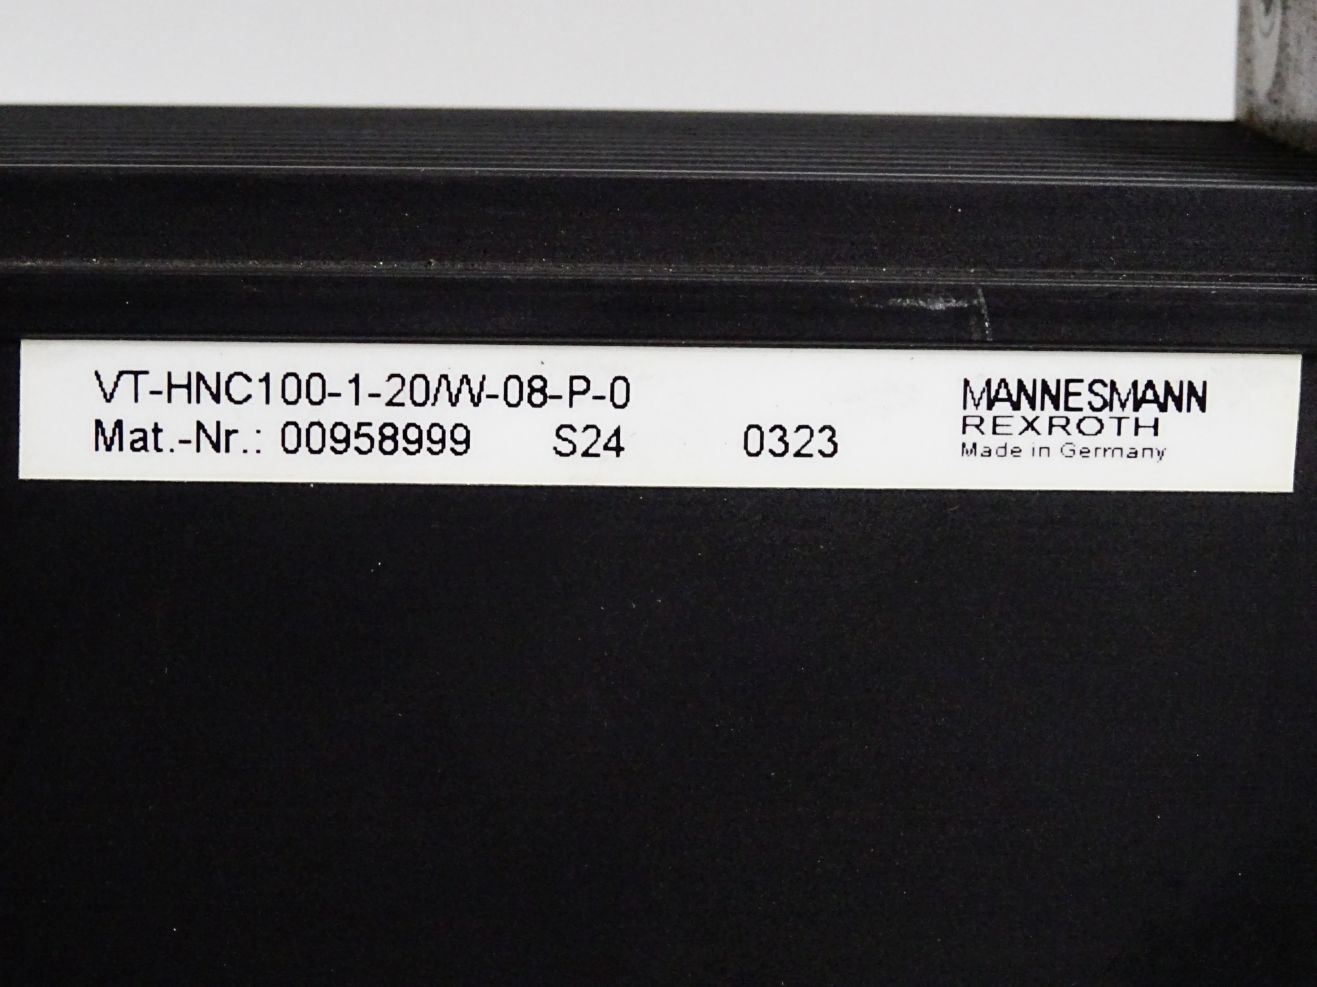 VT-HNC100-1-20/W-08-P-0
Mat.-Nr.: 00958999 S24 0323
MANNESMANN
REXROTH
Made in Germany